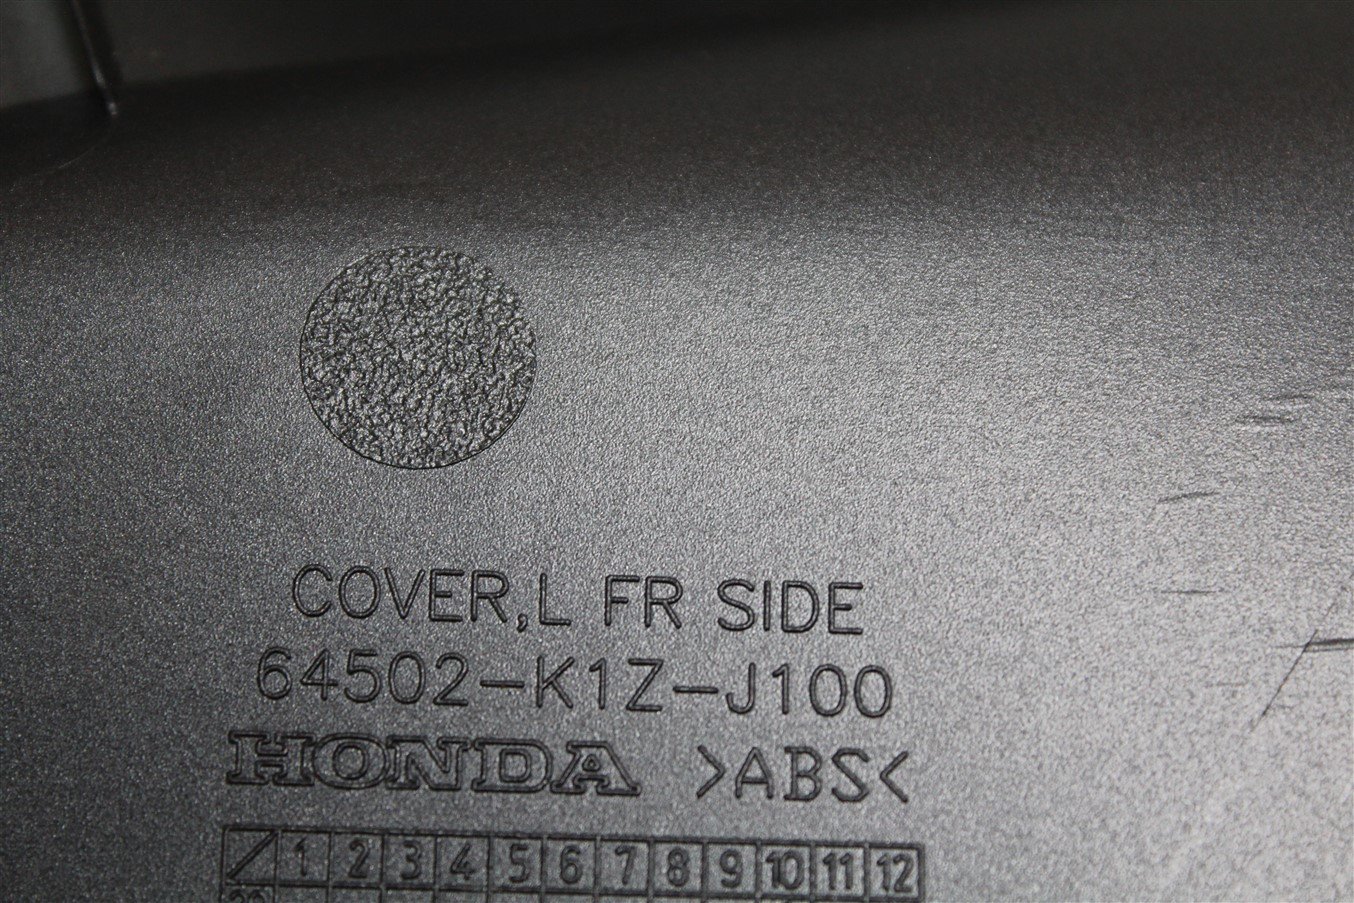 COVER,L FR SIDE
64502-K1Z-J100
HONDA >ABS<
1 2 3 4 5 6 7 8 9 10 11 12